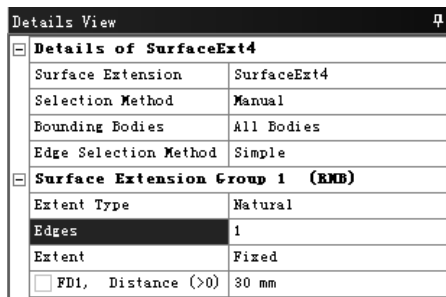 Details View
Details of SurfaceExt4
Surface Extension SurfaceExt4
Selection Method Manual
Bounding Bodies All Bodies
Edge Selection Method Simple
Surface Extension Group 1 (RMB)
Extent Type Natural
Edges 1
Extent Fixed
FD1, Distance (>0) 30 mm